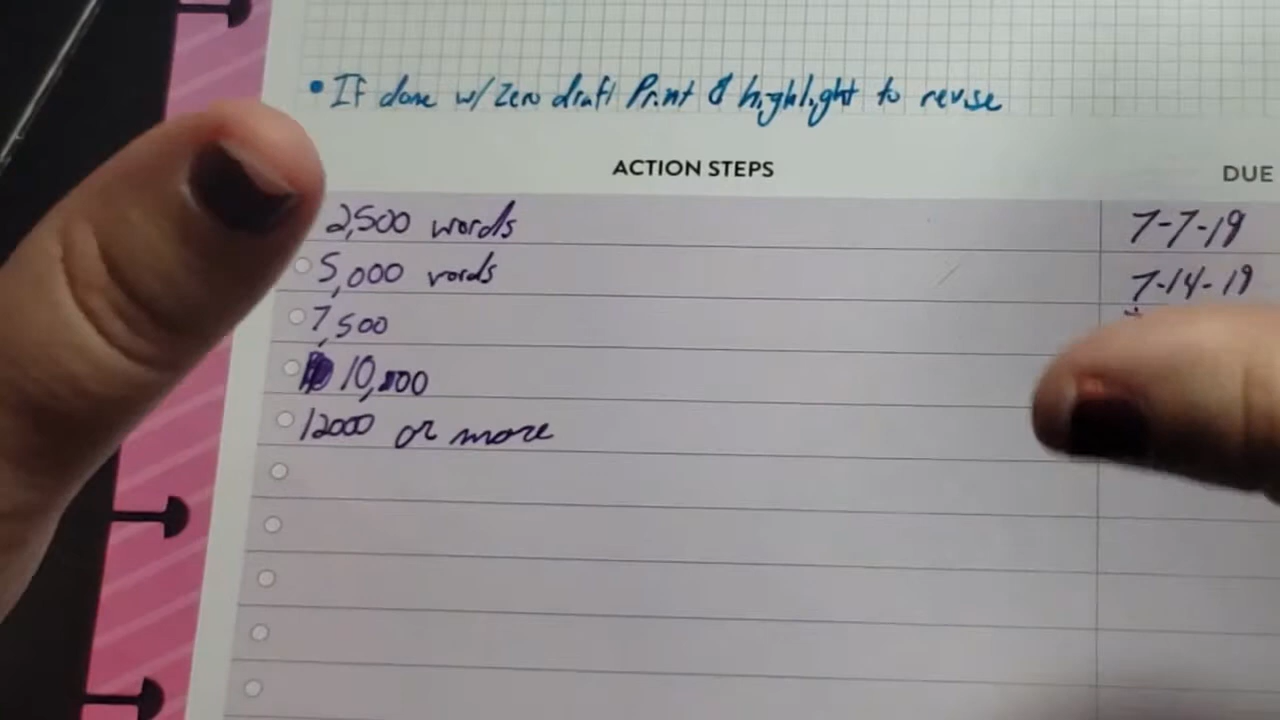 • If done w/ Zero draft Print & highlight to revise
ACTION STEPS DUE
2,500 words 7-7-19
5,000 words 7-14-19
7,500
10,000
12000 or more